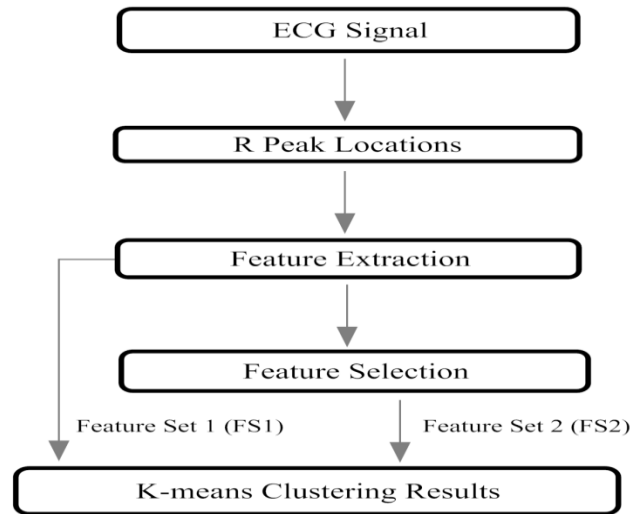 ECG Signal
R Peak Locations
Feature Extraction
Feature Selection
Feature Set 1 (FS1)
Feature Set 2 (FS2)
K-means Clustering Results